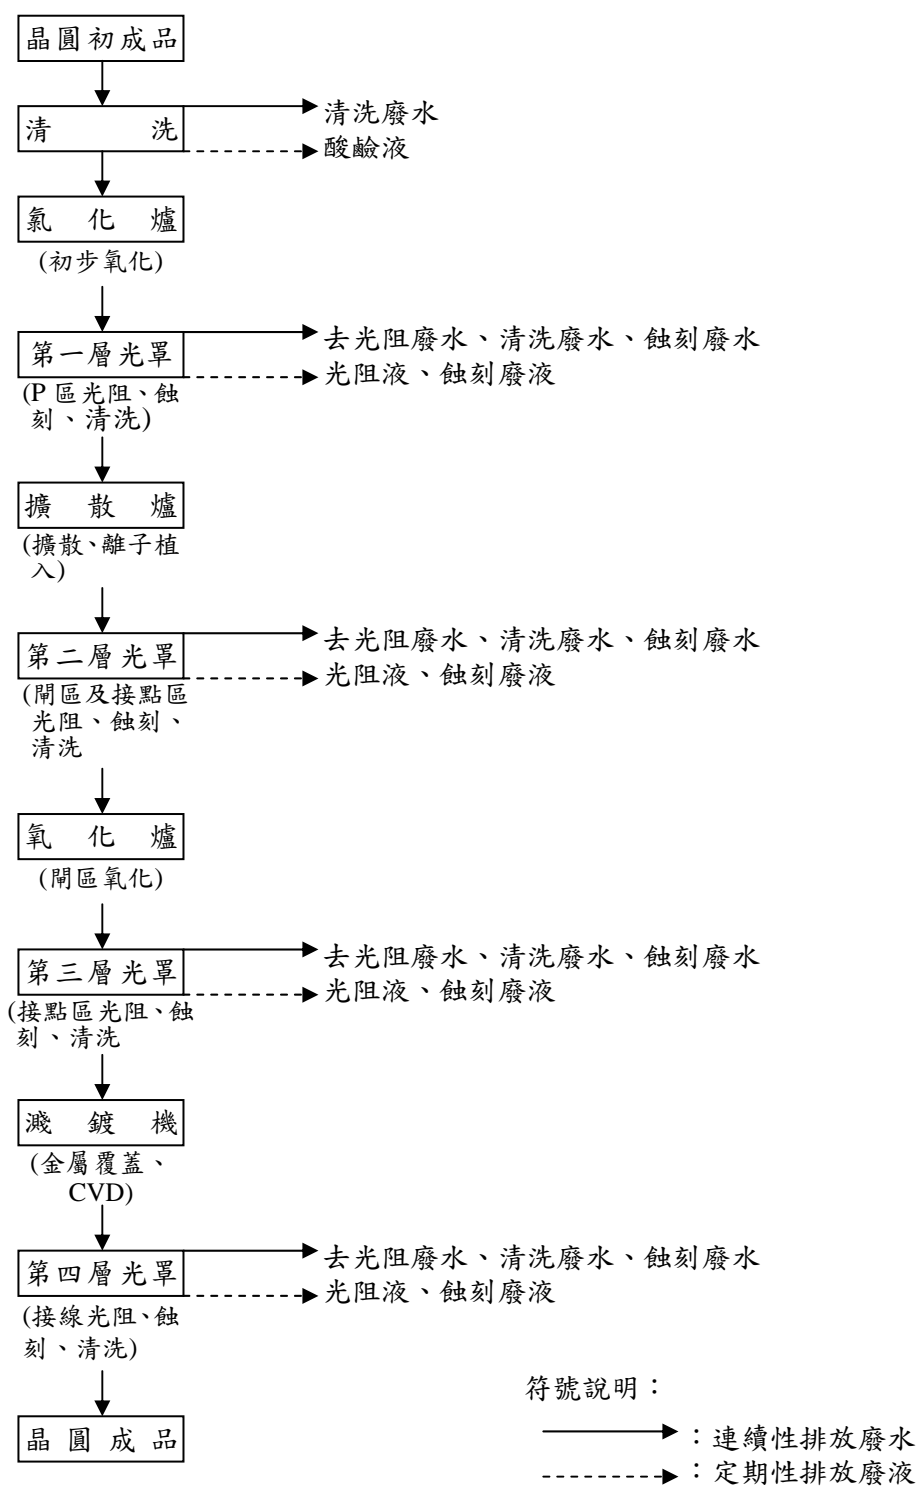 晶圓初成品
清洗廢水
清 洗
酸鹼液
氯化爐
(初步氧化)
去光阻廢水、清洗廢水、蝕刻廢水
第一層光罩
光阻液、蝕刻廢液
(P 區光阻、蝕
刻、清洗)
擴散爐
(擴散、離子植
入)
去光阻廢水、清洗廢水、蝕刻廢水
第二層光罩
光阻液、蝕刻廢液
(閘區及接點區
光阻、蝕刻、
清洗
氧化爐
(閘區氧化)
去光阻廢水、清洗廢水、蝕刻廢水
第三層光罩
光阻液、蝕刻廢液
(接點區光阻、蝕
刻、清洗
濺鍍機
(金屬覆蓋、
CVD)
去光阻廢水、清洗廢水、蝕刻廢水
第四層光罩
光阻液、蝕刻廢液
(接線光阻、蝕
刻、清洗)
符號說明：
晶圓成品
：連續性排放廢水
：定期性排放廢液